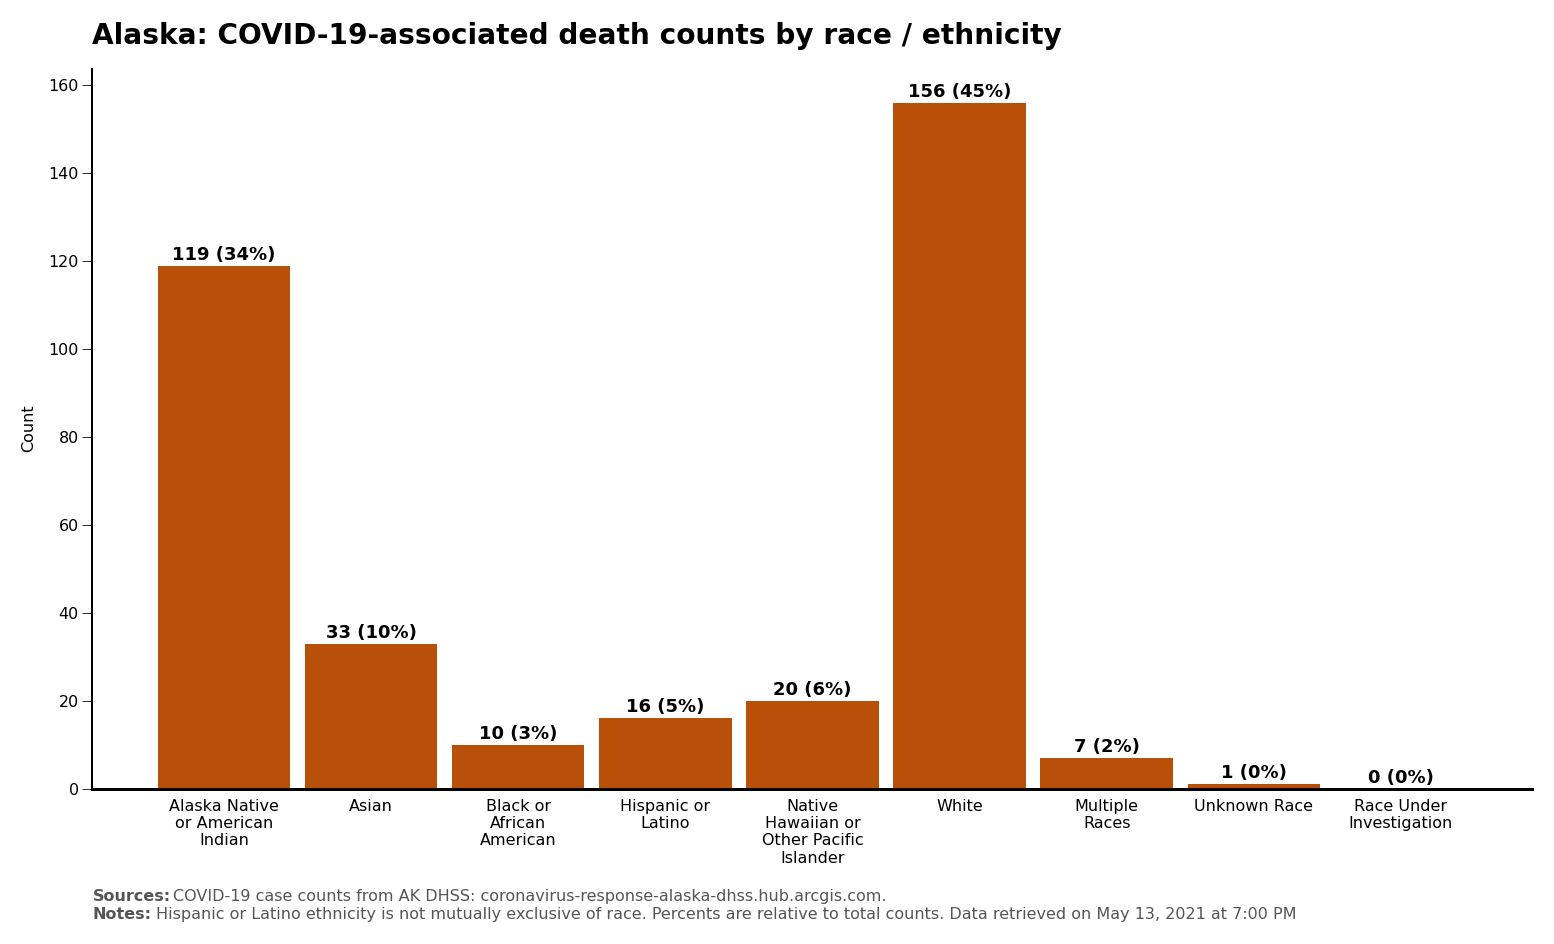 Alaska: COVID-19-associated death counts by race / ethnicity
160
140
120
100
80
60
40
20
0
Count
119 (34%)
33 (10%)
10 (3%)
16 (5%)
20 (6%)
156 (45%)
7 (2%)
1 (0%)
0 (0%)
Alaska Native
or American
Indian
Asian
Black or
African
American
Hispanic or
Latino
Native
Hawaiian or
Other Pacific
Islander
White
Multiple
Races
Unknown Race
Race Under
Investigation
Sources: COVID-19 case counts from AK DHSS: coronavirus-response-alaska-dhss.hub.arcgis.com.
Notes: Hispanic or Latino ethnicity is not mutually exclusive of race. Percents are relative to total counts. Data retrieved on May 13, 2021 at 7:00 PM